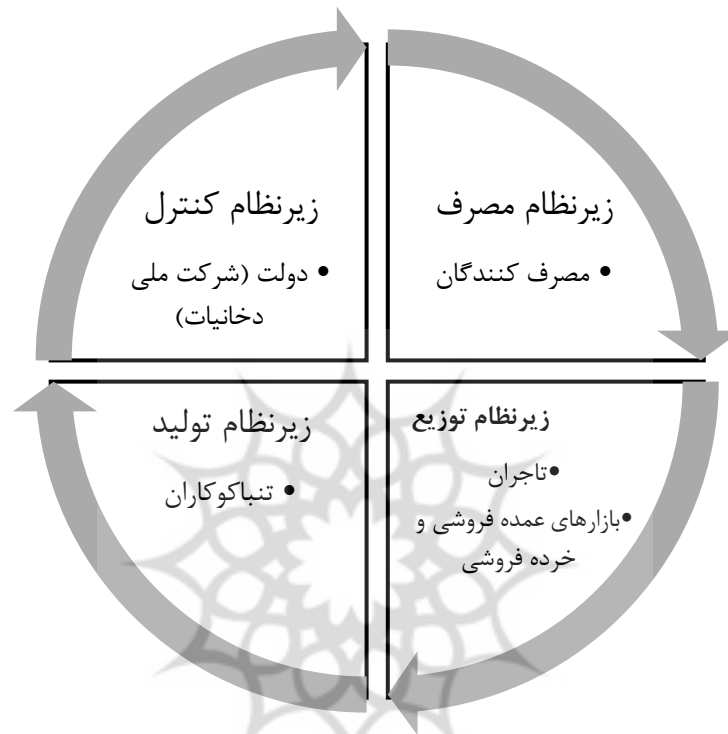 زیرنظام مصرف
• مصرف کنندگان
زیرنظام کنترل
• دولت (شرکت ملی
دخانیات)
زیرنظام توزیع
•تاجران
•بازارهای عمده فروشی و
خرده فروشی
زیرنظام تولید
• تنباکوکاران